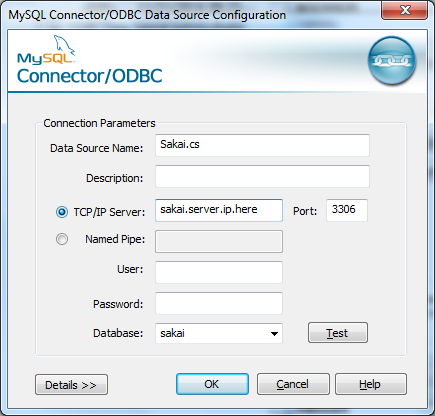 MySQL Connector/ODBC Data Source Configuration
MySQL
Connector/ODBC
Connection Parameters
Data Source Name: Sakai.cs
Description:
TCP/IP Server: sakai.server.ip.here Port: 3306
Named Pipe:
User:
Password:
Database: sakai Test
Details >> OK Cancel Help